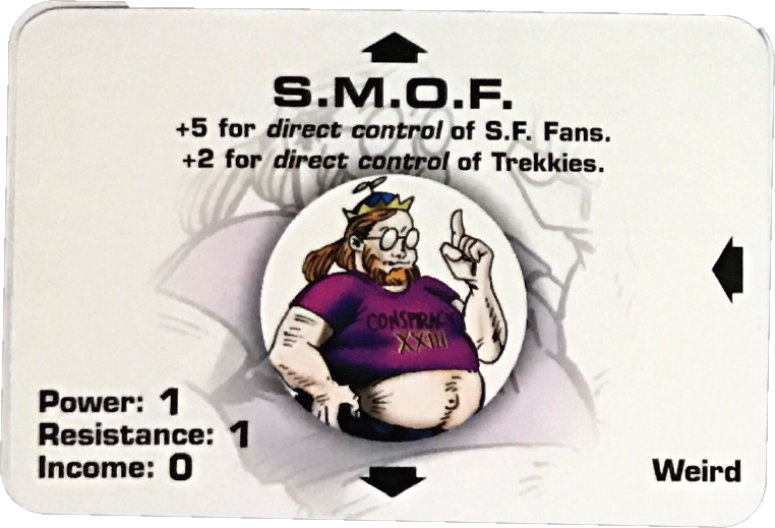 S.M.O.F.
+5 for direct control of S.F. Fans.
+2 for direct control of Trekkies.
CONSPIRACY
XXIII
Power: 1
Resistance: 1
Income: 0
Weird